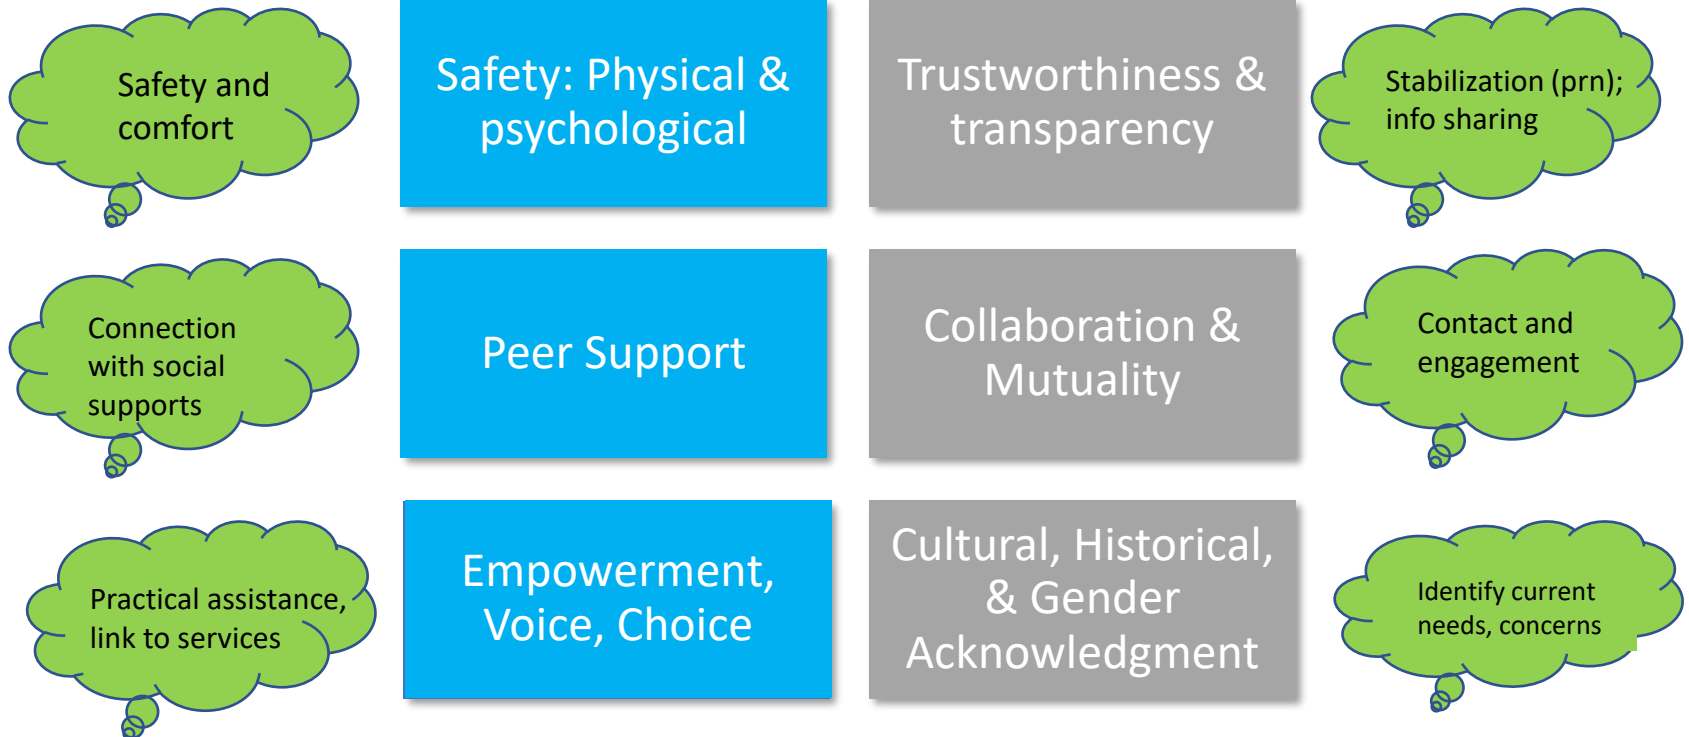 Safety and
comfort
Safety: Physical &
psychological
Trustworthiness &
transparency
Stabilization (prn);
info sharing
Connection
with social
supports
Peer Support
Collaboration &
Mutuality
Contact and
engagement
Practical assistance,
link to services
Empowerment,
Voice, Choice
Cultural, Historical,
& Gender
Acknowledgment
Identify current
needs, concerns